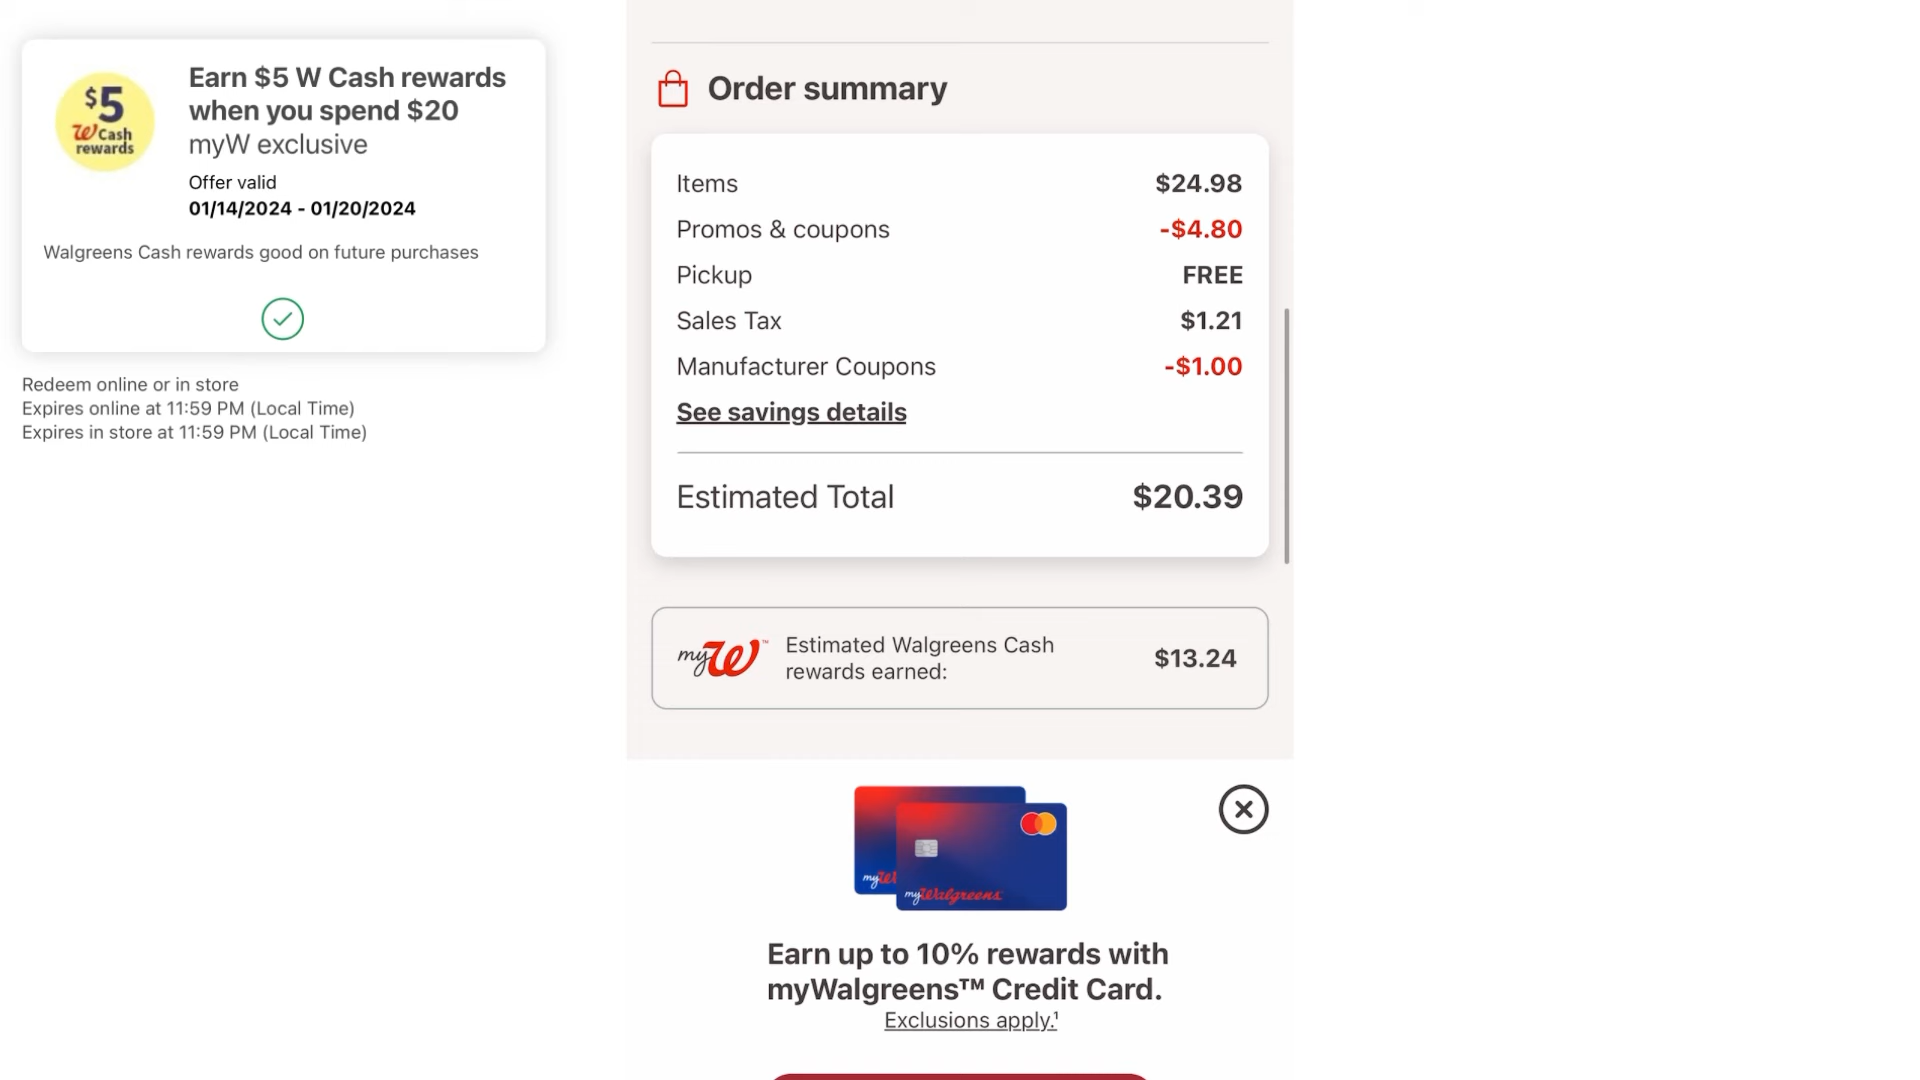 $5
W Cash
rewards
Earn $5 W Cash rewards
when you spend $20
myW exclusive
Offer valid
01/14/2024 - 01/20/2024
Walgreens Cash rewards good on future purchases
Redeem online or in store
Expires online at 11:59 PM (Local Time)
Expires in store at 11:59 PM (Local Time)
Order summary
Items $24.98
Promos & coupons -$4.80
Pickup FREE
Sales Tax $1.21
Manufacturer Coupons -$1.00
See savings details
Estimated Total $20.39
myW™ Estimated Walgreens Cash
rewards earned: $13.24
myW
myWalgreens
Earn up to 10% rewards with
myWalgreens™ Credit Card.
Exclusions apply.¹